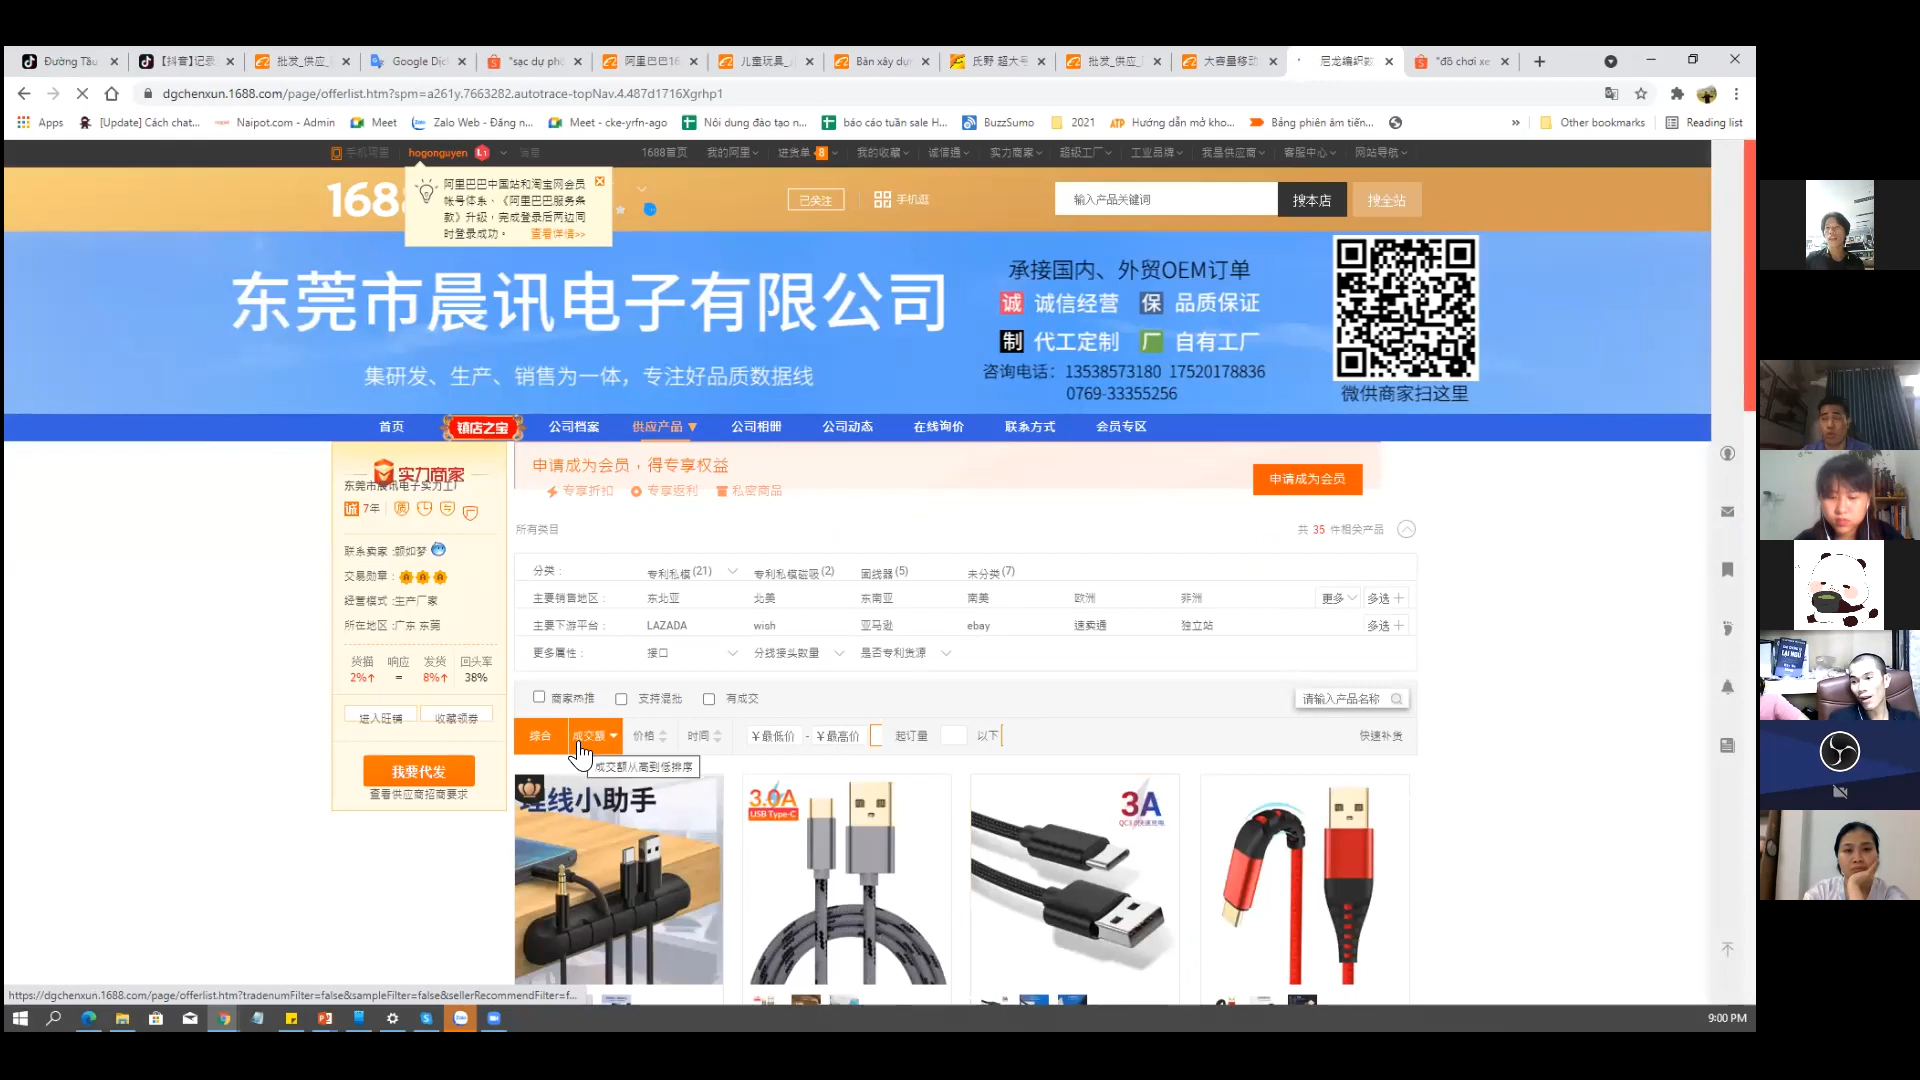 Đường Tàu
【抖音】记录
批发_供应_
Google Dịc
"sạc dự phò
阿里巴巴16
儿童玩具_
Bàn xây dựn
氏野 超大号
批发_供应_厂
大容量移动
尼龙编织数
"đồ chơi xe
dgchenxun.1688.com/page/offerlist.htm?spm=a261y.7663282.autotrace-topNav.4.487d1716Xgrhp1
Apps
[Update] Cách chat...
Naipot.com - Admin
Meet
Zalo Web - Đăng n...
Meet - cke-yrfn-ago
Nôi dung đào tạo n...
báo cáo tuần sale H...
BuzzSumo
2021
Hướng dẫn mở kho...
Bảng phiên âm tiến...
»
Other bookmarks
Reading list
手机阿里
hogonguyen
L1
1688首页
我的阿里
进货单 8
我的收藏
诚信通
实力商家
超级工厂
工业品牌
我是供应商
客服中心
网站导航
1688
阿里巴巴中国站和淘宝网会员
帐号体系、《阿里巴巴服务条
款》升级,完成登录后两边同
时登录成功。 查看详情>>
已关注
手机逛
输入产品关键词
搜本店
搜全站
东莞市晨讯电子有限公司
集研发、生产、销售为一体，专注好品质数据线
承接国内、外贸OEM订单
诚 诚信经营 保 品质保证
制 代工定制 厂 自有工厂
咨询电话：13538573180 17520178836
0769-33355256
微供商家扫这里
首页
镇店之宝
公司档案
供应产品
公司相册
公司动态
在线询价
联系方式
会员专区
实力商家
东莞市晨讯电子实力工厂
诚 7年
联系卖家 :颜如梦
交易勋章 :
经营模式 :生产厂家
所在地区 :广东 东莞
货描 响应 发货 回头率
2%↑ = 8%↑ 38%
进入旺铺
收藏领券
我要代发
查看供应商招商要求
申请成为会员，得专享权益
专享折扣 专享返利 私密商品
申请成为会员
所有类目
共 35 件相关产品
分类 :
专利私模(21)
专利私模磁吸(2)
固线器(5)
未分类(7)
主要销售地区 :
东北亚 北美 东南亚 南美 欧洲 非洲
更多
多选
主要下游平台 :
LAZADA wish 亚马逊 ebay 速卖通 独立站
多选
更多属性 :
接口
分线接头数量
是否专利货源
商家热推
支持混批
有成交
请输入产品名称
综合
成交额
价格
时间
¥最低价 - ¥最高价
起订量
以下
快速补货
成交额从高到低排序
理线小助手
3.0A
USB Type-C
3A
QC3.0快速充电
https://dgchenxun.1688.com/page/offerlist.htm?tradenumFilter=false&sampleFilter=false&sellerRecommendFilter=f...
9:00 PM